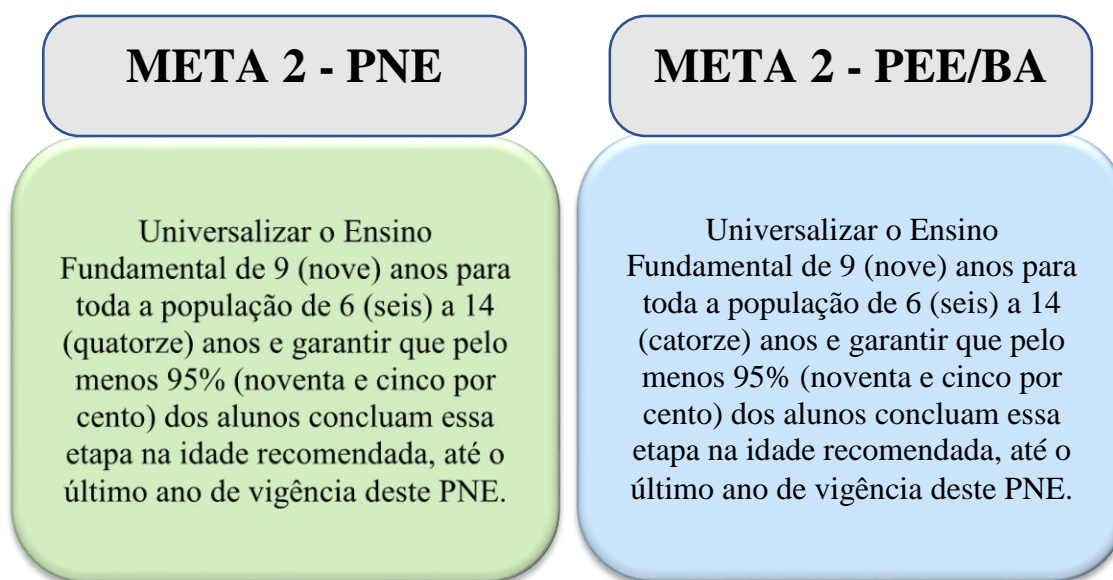 META 2 - PNE
Universalizar o Ensino
Fundamental de 9 (nove) anos para
toda a população de 6 (seis) a 14
(quatorze) anos e garantir que pelo
menos 95% (noventa e cinco por
cento) dos alunos concluam essa
etapa na idade recomendada, até o
último ano de vigência deste PNE.
META 2 - PEE/BA
Universalizar o Ensino
Fundamental de 9 (nove) anos para
toda a população de 6 (seis) a 14
(catorze) anos e garantir que pelo
menos 95% (noventa e cinco por
cento) dos alunos concluam essa
etapa na idade recomendada, até o
último ano de vigência deste PNE.